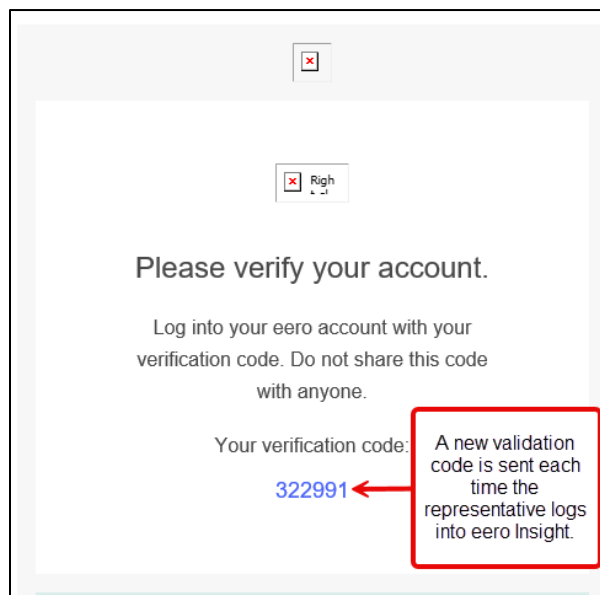 Righ
Please verify your account.
Log into your eero account with your
verification code. Do not share this code
with anyone.
Your verification code:
322991
A new validation
code is sent each
time the
representative logs
into eero Insight.